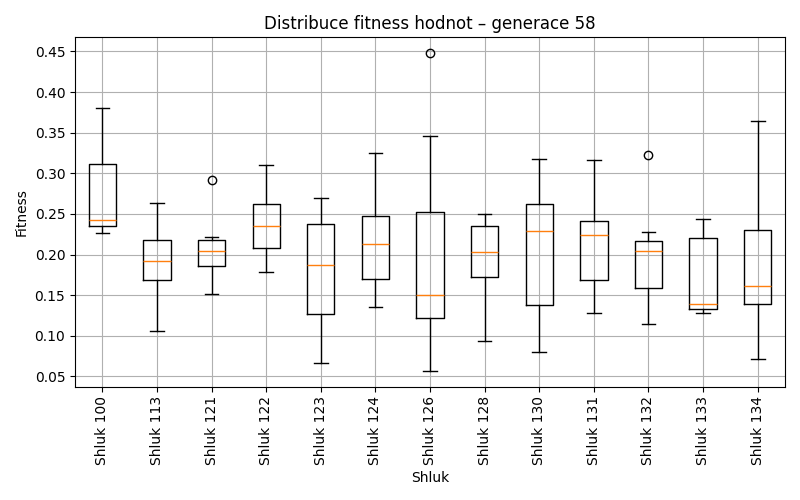 Distribuce fitness hodnot – generace 58
Fitness
0.45
0.40
0.35
0.30
0.25
0.20
0.15
0.10
0.05
Shluk 100
Shluk 113
Shluk 121
Shluk 122
Shluk 123
Shluk 124
Shluk 126
Shluk 128
Shluk 130
Shluk 131
Shluk 132
Shluk 133
Shluk 134
Shluk